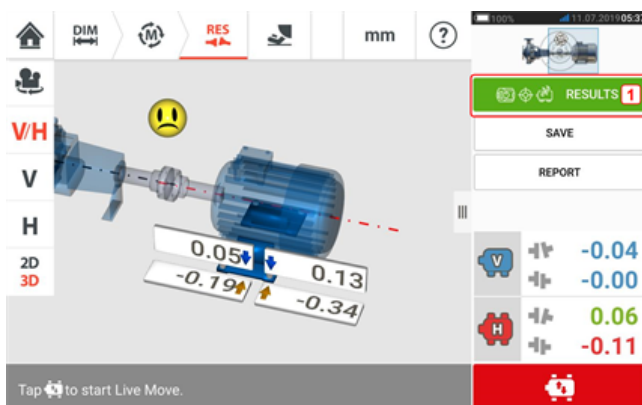 DIM
M
RES
mm
?
100%
11.07.2019 05:37
RESULTS 1
V/H
V
H
2D
3D
0.05
0.13
-0.19
-0.34
SAVE
REPORT
V
-0.04
-0.00
H
0.06
-0.11
Tap to start Live Move.